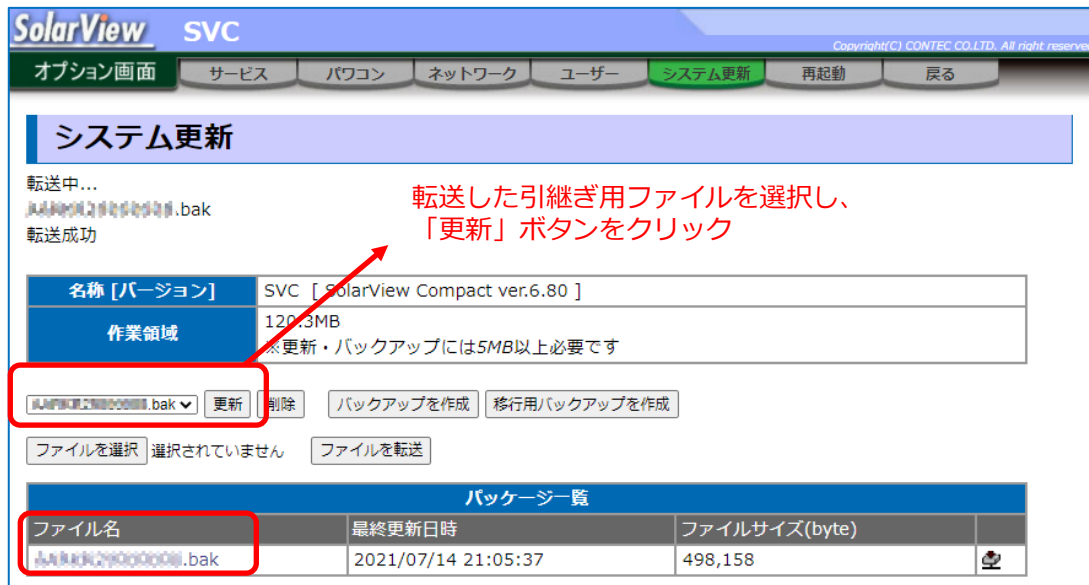 SolarView SVC
Copyright(C) CONTEC CO.LTD. All right reserve
オプション画面 サービス パワコン ネットワーク ユーザー システム更新 再起動 戻る
システム更新
転送中...
.bak
転送成功
転送した引継ぎ用ファイルを選択し、
「更新」ボタンをクリック
名称 [バージョン] SVC [ SolarView Compact ver.6.80 ]
作業領域 120.3MB
※更新・バックアップには5MB以上必要です
.bak 更新 削除 バックアップを作成 移行用バックアップを作成
ファイルを選択 選択されていません ファイルを転送
パッケージ一覧
ファイル名 最終更新日時 ファイルサイズ(byte)
.bak 2021/07/14 21:05:37 498,158